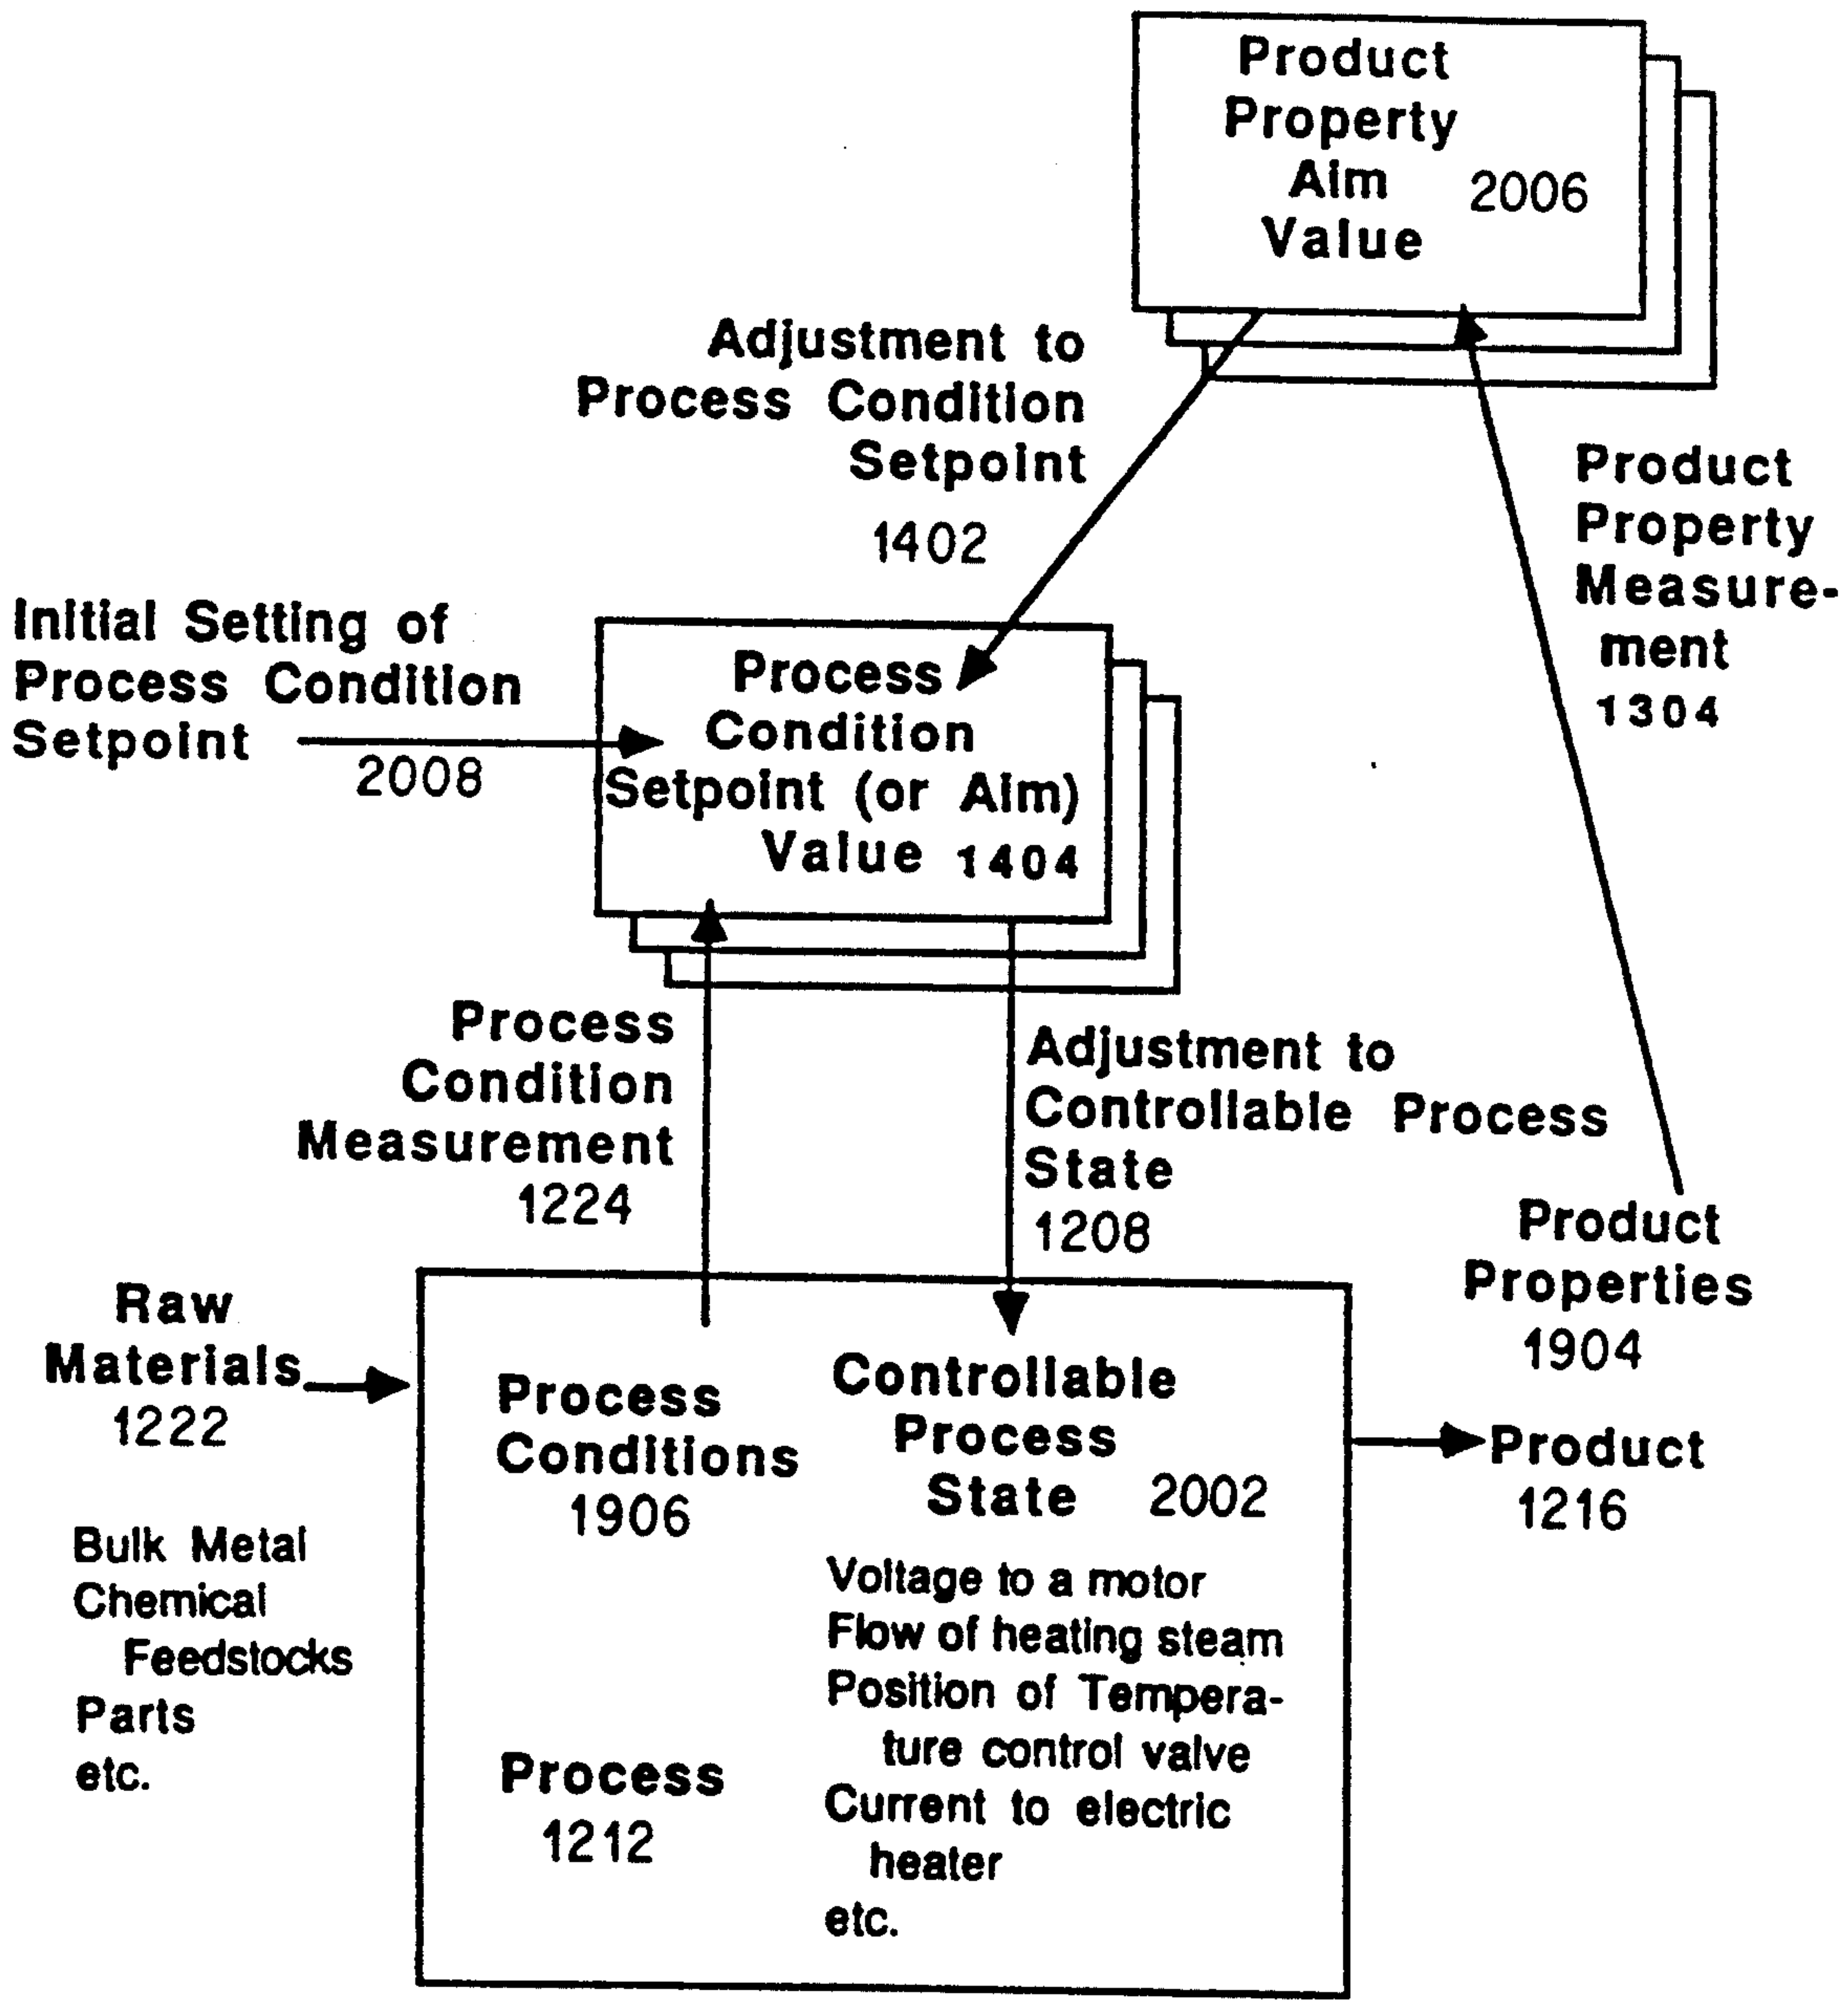 Product
Property
Aim 2006
Value
Adjustment to
Process Condition
Setpoint
1402
Product
Property
Measure-
ment
1304
Initial Setting of
Process Condition
Setpoint
2008
Process
Condition
Setpoint (or Aim)
Value 1404
Process
Condition
Measurement
1224
Adjustment to
Controllable Process
State
1208
Product
Properties
1904
Raw
Materials
1222
Bulk Metal
Chemical
Feedstocks
Parts
etc.
Process
Conditions
1906
Process
1212
Controllable
Process
State 2002
Voltage to a motor
Flow of heating steam
Position of Tempera-
ture control valve
Current to electric
heater
etc.
Product
1216